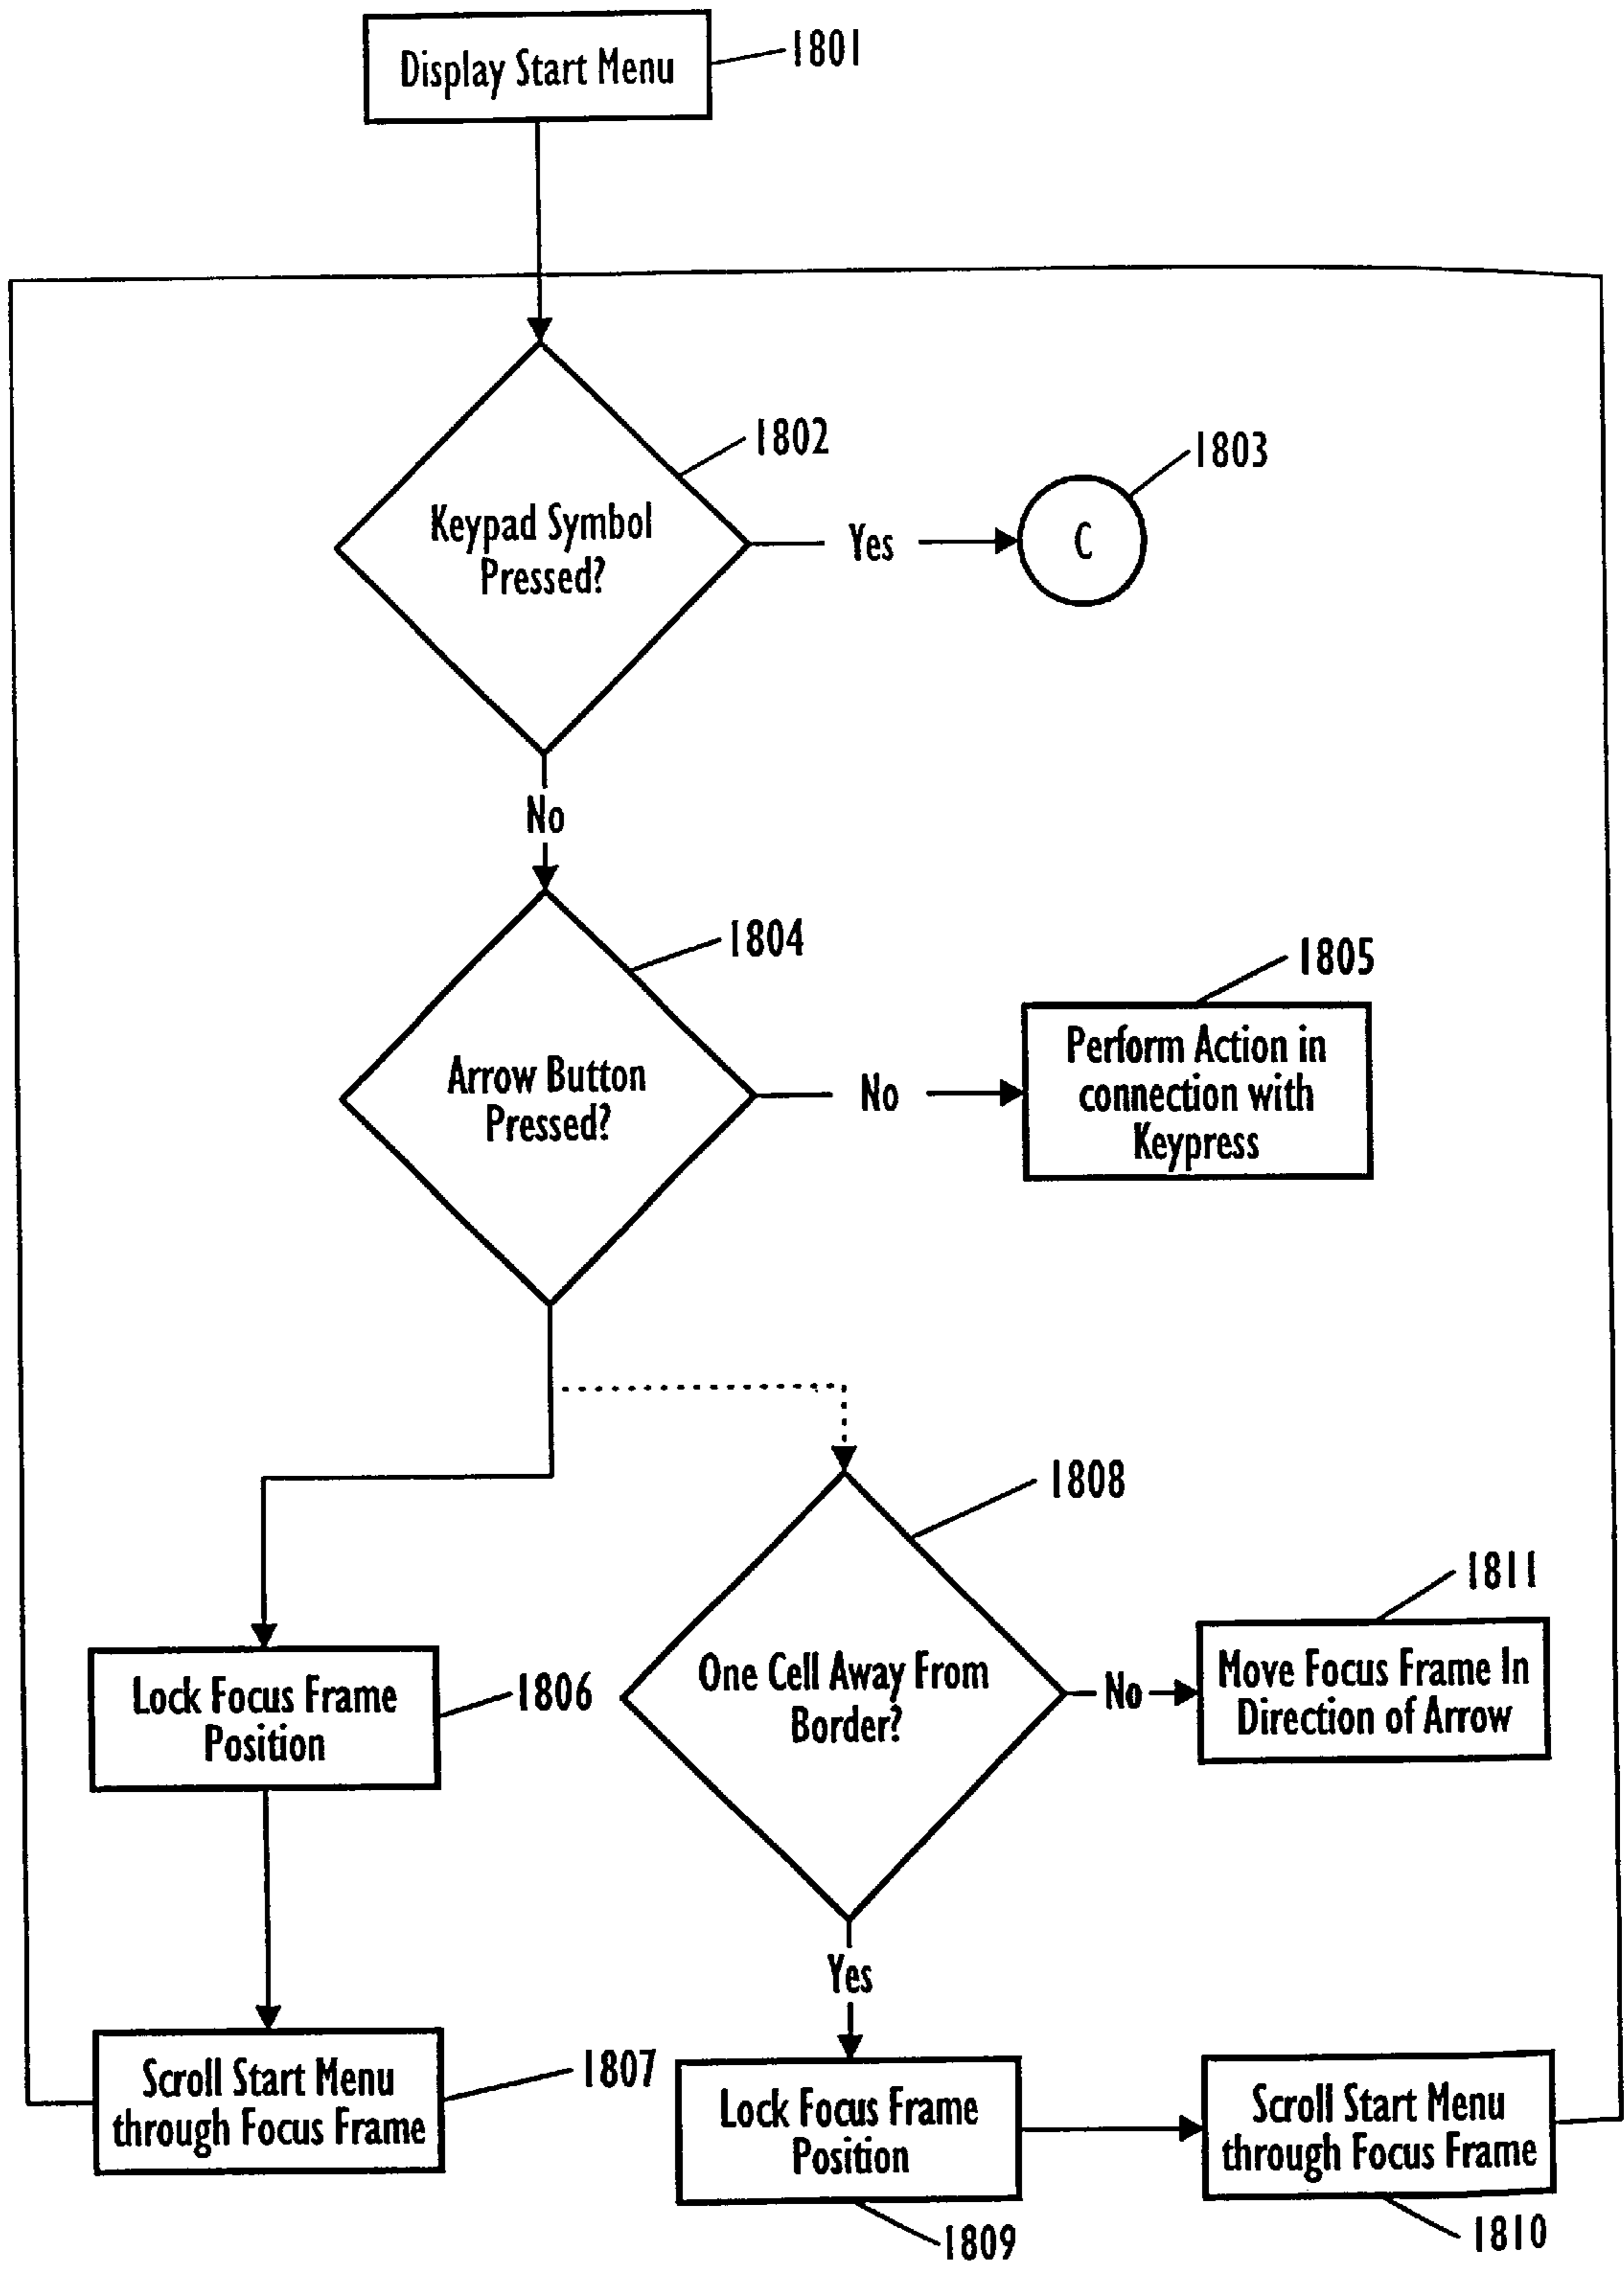 Display Start Menu
1801
1802
Keypad Symbol
Pressed?
Yes
C
1803
No
1804
Arrow Button
Pressed?
No
1805
Perform Action in
connection with
Keypress
1806
Lock Focus Frame
Position
1808
One Cell Away From
Border?
No
1811
Move Focus Frame In
Direction of Arrow
Yes
Scroll Start Menu
through Focus Frame
1807
Lock Focus Frame
Position
1809
Scroll Start Menu
through Focus Frame
1810